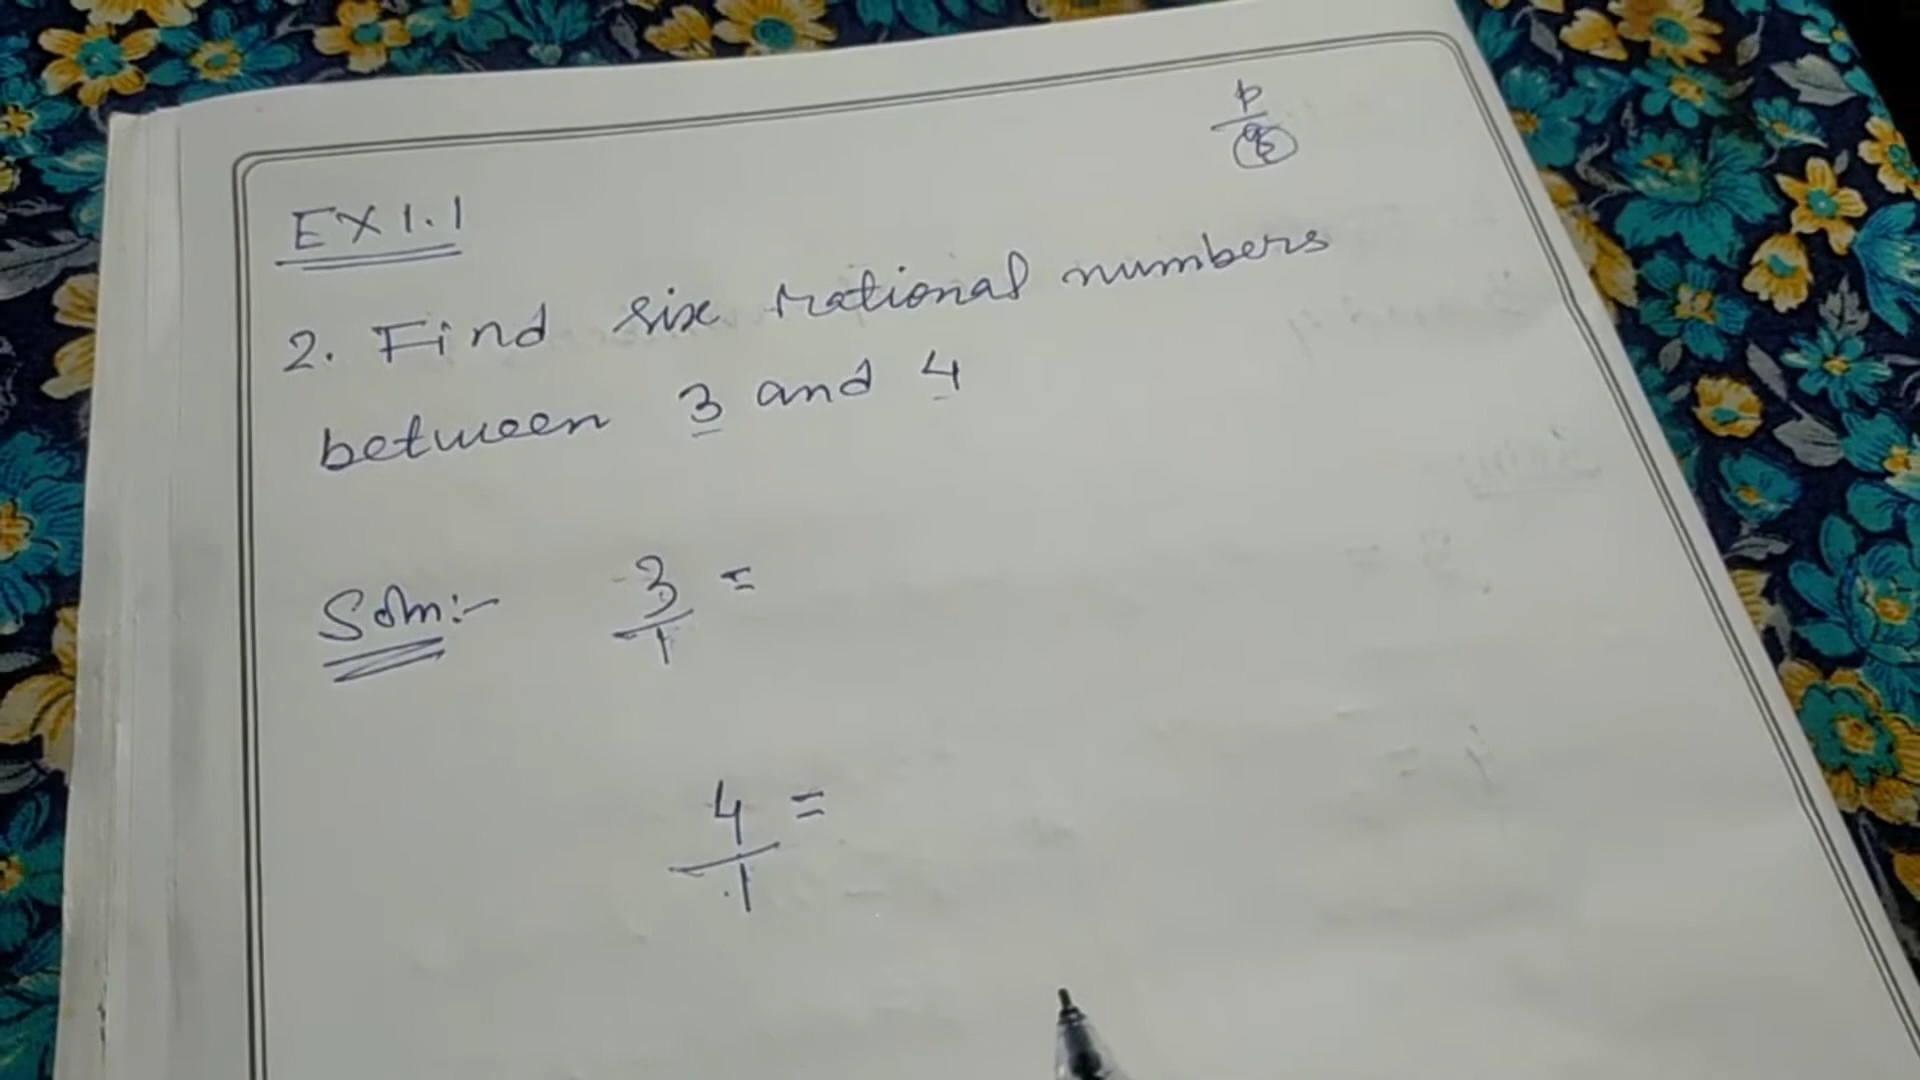 p
q
EX 1.1
2. Find six rational numbers
between 3 and 4
Soln:- 3/1 =
4/1 =